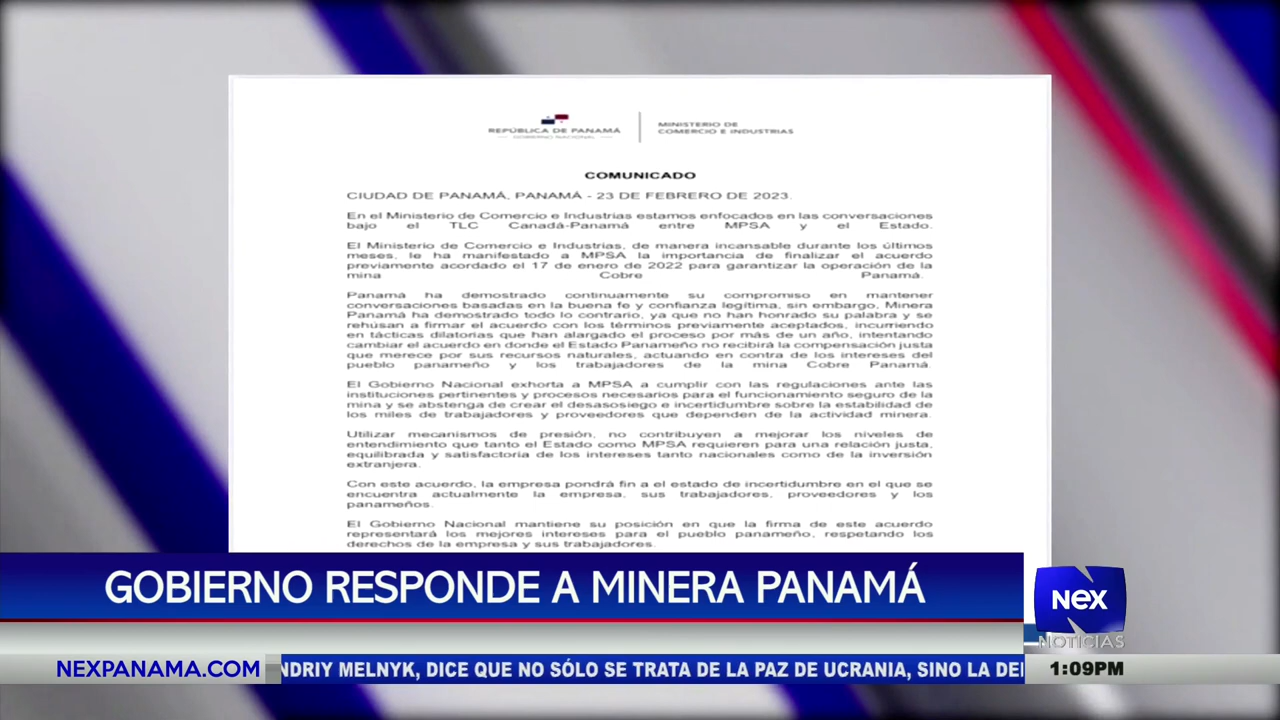 REPÚBLICA DE PANAMÁ
GOBIERNO NACIONAL
MINISTERIO DE
COMERCIO E INDUSTRIAS
COMUNICADO
CIUDAD DE PANAMÁ, PANAMÁ - 23 DE FEBRERO DE 2023.
En el Ministerio de Comercio e Industrias estamos enfocados en las conversaciones
bajo el TLC Canadá-Panamá entre MPSA y el Estado.
El Ministerio de Comercio e Industrias, de manera incansable durante los últimos
meses, le ha manifestado a MPSA la importancia de finalizar el acuerdo
previamente acordado el 17 de enero de 2022 para garantizar la operación de la
mina Cobre Panamá.
Panamá ha demostrado continuamente su compromiso en mantener
conversaciones basadas en la buena fe y confianza legítima, sin embargo, Minera
Panamá ha demostrado todo lo contrario, ya que no han honrado su palabra y se
rehúsan a firmar el acuerdo con los términos previamente aceptados, incurriendo
en tácticas dilatorias que han alargado el proceso por más de un año, intentando
cambiar el acuerdo en donde el Estado Panameño no recibirá la compensación justa
que merece por sus recursos naturales, actuando en contra de los intereses del
pueblo panameño y los trabajadores de la mina Cobre Panamá.
El Gobierno Nacional exhorta a MPSA a cumplir con las regulaciones ante las
instituciones pertinentes y procesos necesarios para el funcionamiento seguro de la
mina y se abstenga de crear el desasosiego e incertidumbre sobre la estabilidad de
los miles de trabajadores y proveedores que dependen de la actividad minera.
Utilizar mecanismos de presión, no contribuyen a mejorar los niveles de
entendimiento que tanto el Estado como MPSA requieren para una relación justa,
equilibrada y satisfactoria de los intereses tanto nacionales como de la inversión
extranjera.
Con este acuerdo, la empresa pondrá fin a el estado de incertidumbre en el que se
encuentra actualmente la empresa, sus trabajadores, proveedores y los
panameños.
El Gobierno Nacional mantiene su posición en que la firma de este acuerdo
representará los mejores intereses para el pueblo panameño, respetando los
derechos de la empresa y sus trabajadores.
GOBIERNO RESPONDE A MINERA PANAMÁ
NEX
NOTICIAS
NEXPANAMA.COM
NDRIY MELNYK, DICE QUE NO SÓLO SE TRATA DE LA PAZ DE UCRANIA, SINO LA DEL
1:09PM